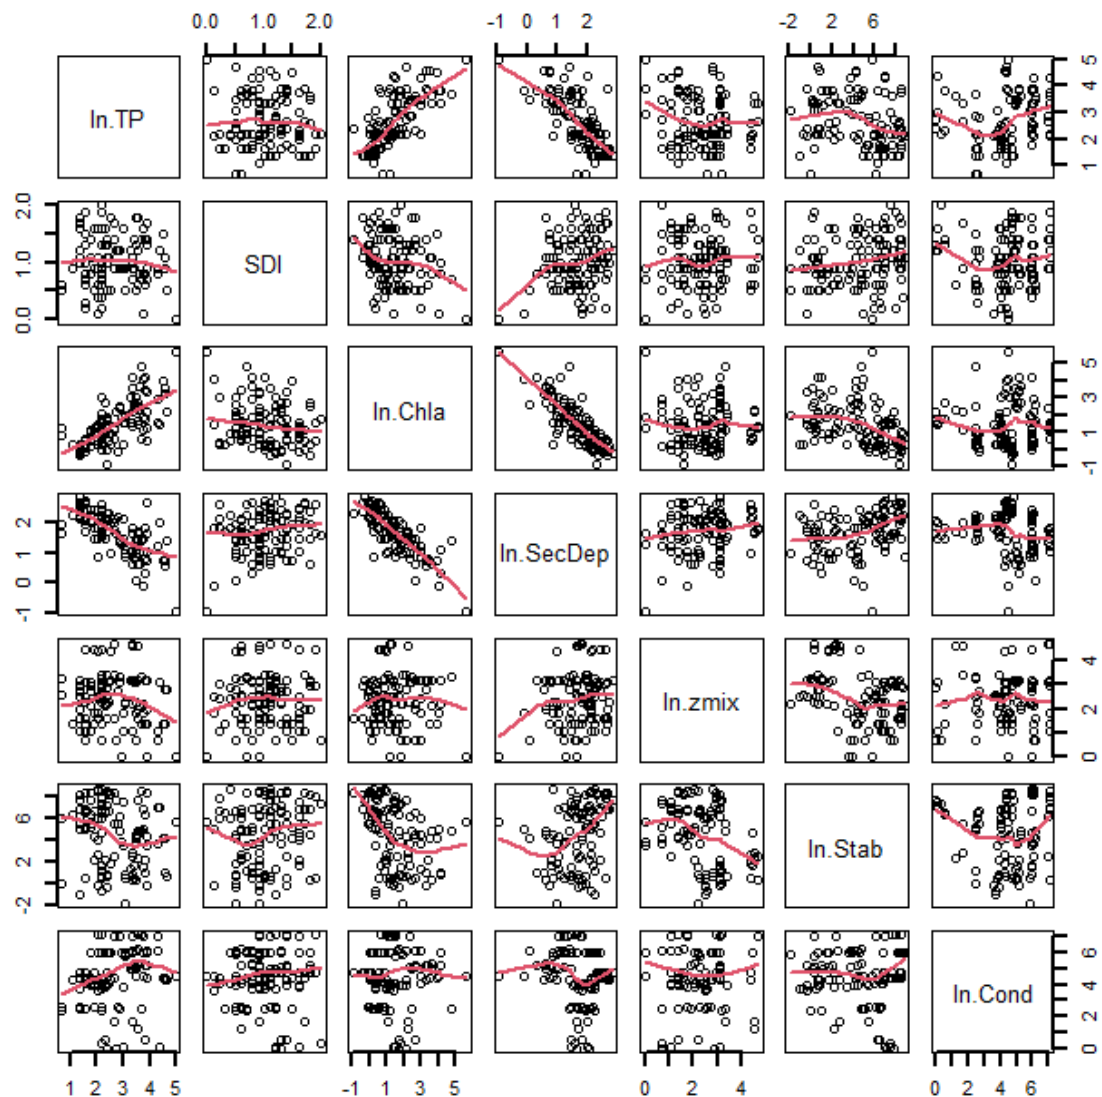 0.0 1.0 2.0 -1 0 1 2 -2 2 6
ln.TP 1 2 3 4 5
0.0 1.0 2.0 SDI
ln.Chla -1 1 3 5
-1 0 1 2 ln.SecDep
ln.zmix 0 2 4
-2 2 6 ln.Stab
ln.Cond 0 2 4 6
1 2 3 4 5 -1 1 3 5 0 2 4 0 2 4 6